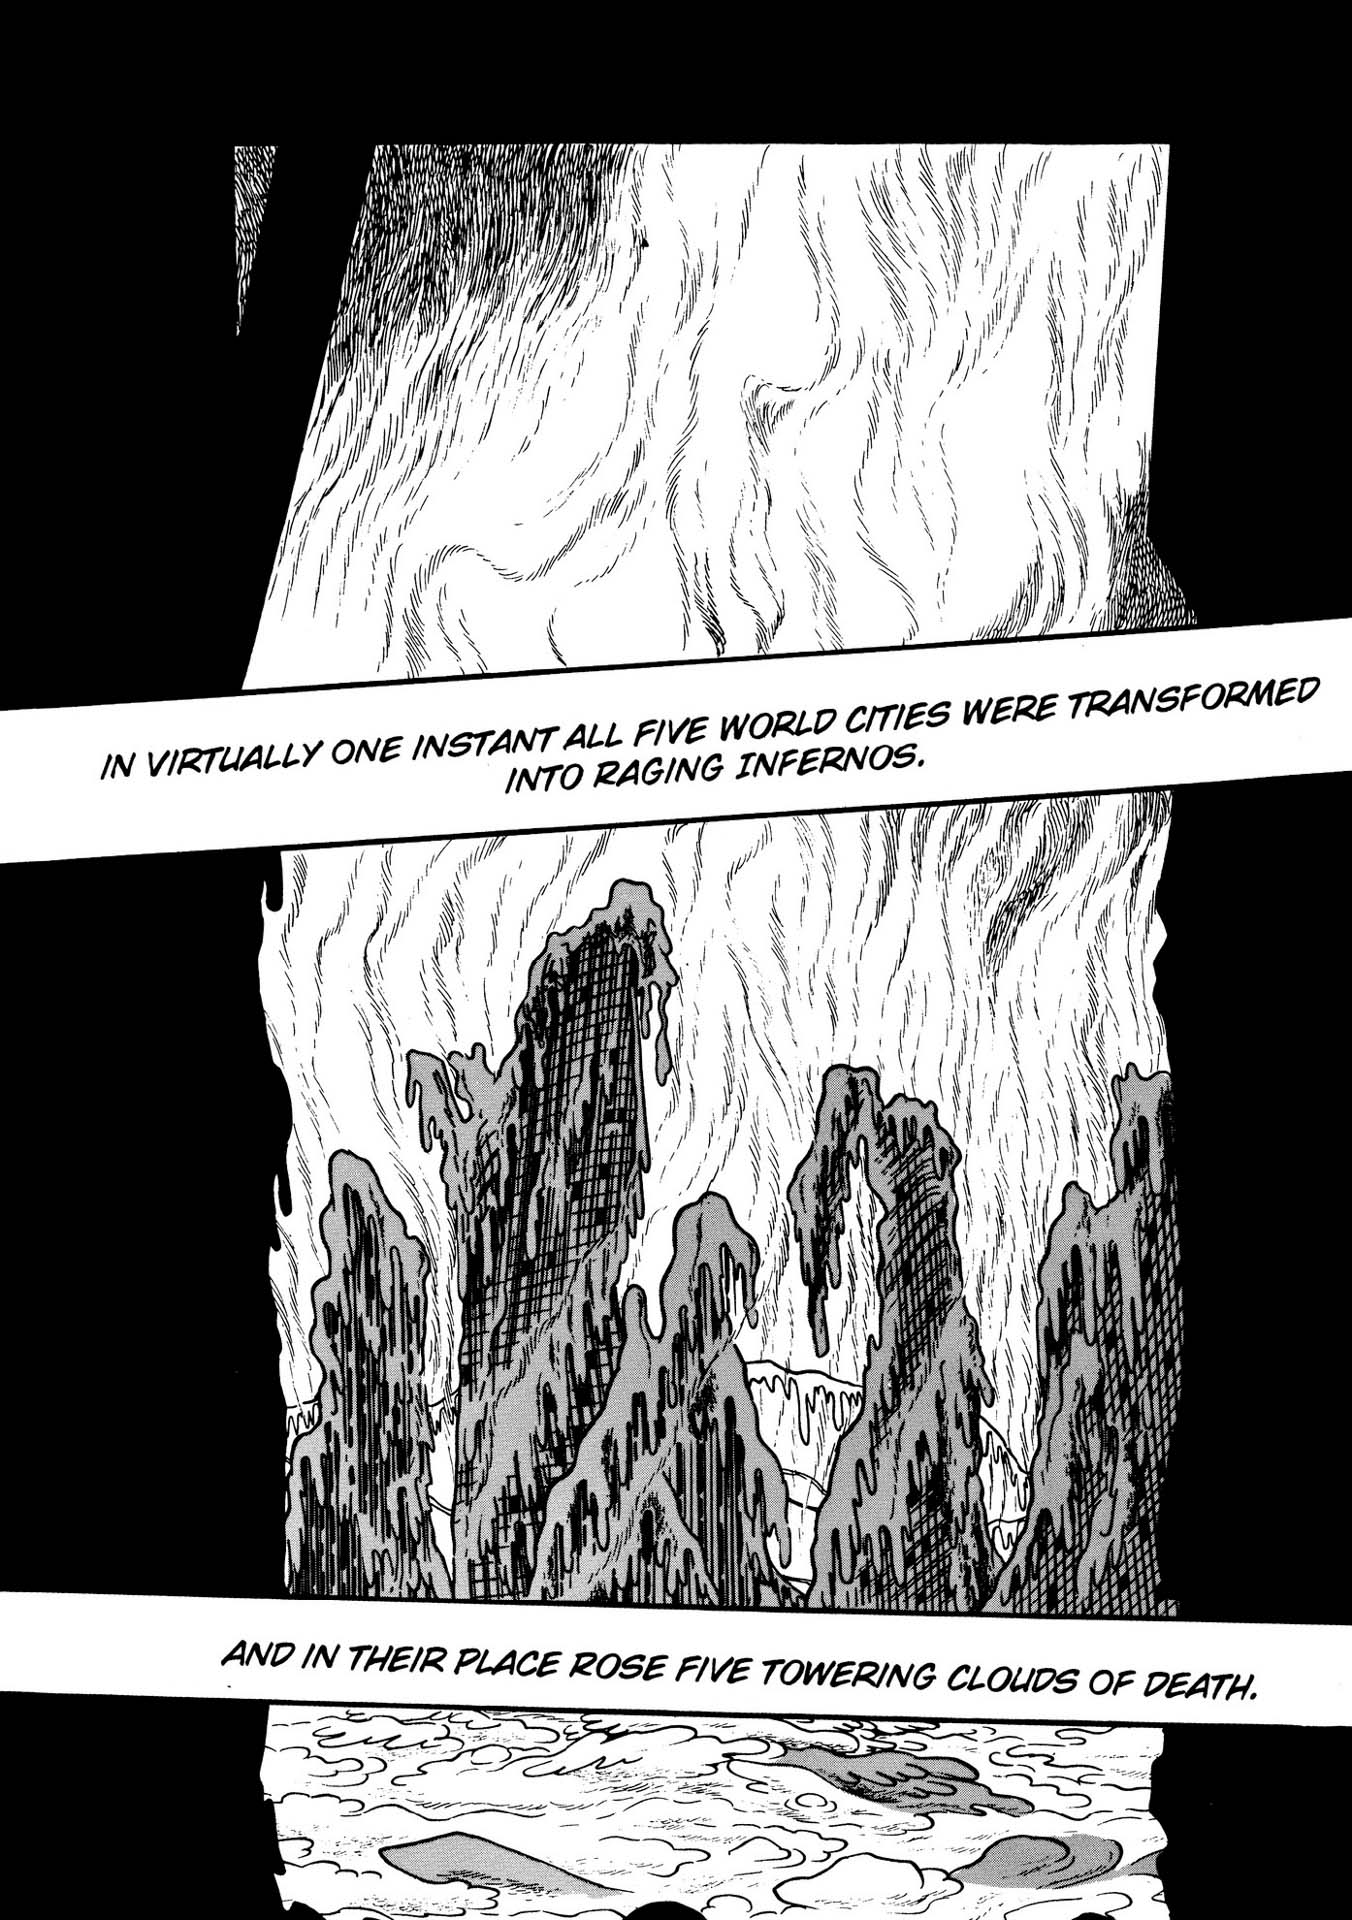 IN VIRTUALLY ONE INSTANT ALL FIVE WORLD CITIES WERE TRANSFORMED
INTO RAGING INFERNOS.
AND IN THEIR PLACE ROSE FIVE TOWERING CLOUDS OF DEATH.